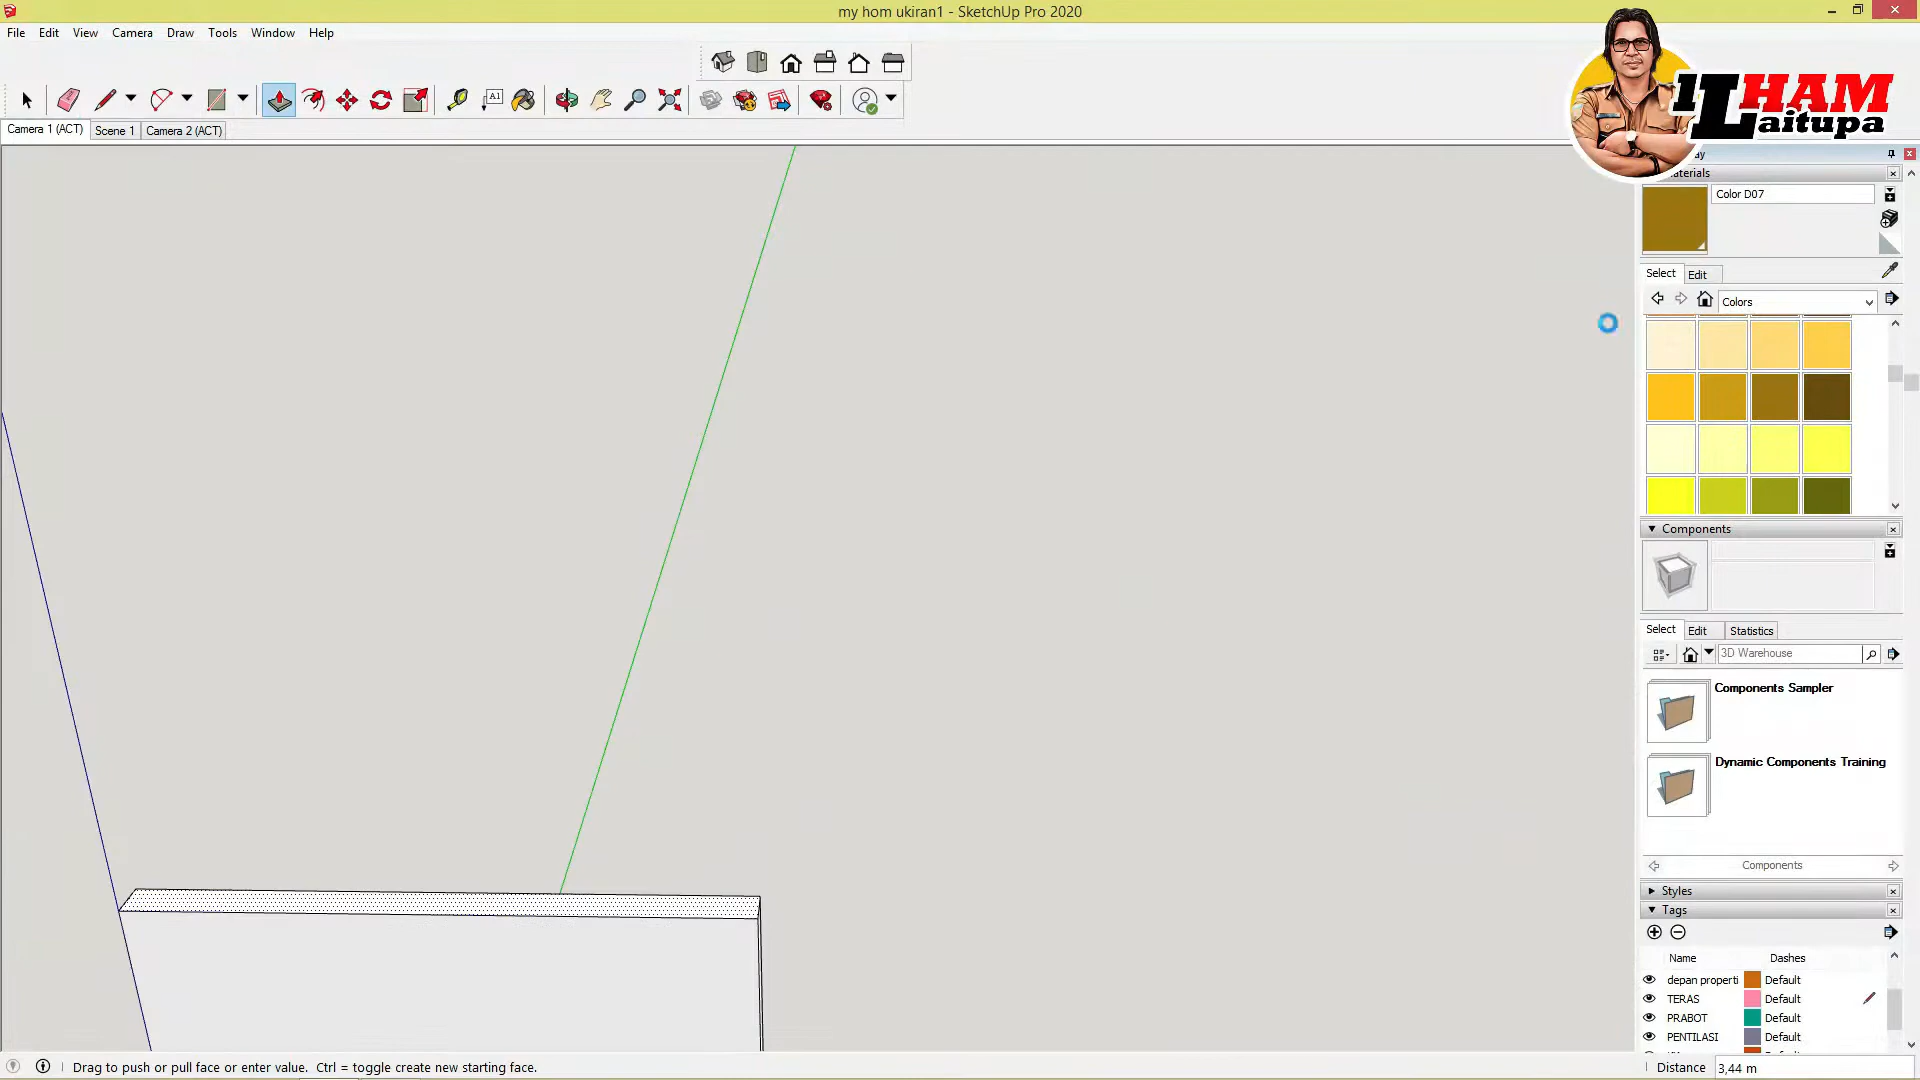 my hom ukiran1 - SketchUp Pro 2020
File Edit View Camera Draw Tools Window Help
A1
Camera 1 (ACT) Scene 1 Camera 2 (ACT)
ILHAM
Laitupa
ay
aterials
Color D07
Select Edit
Colors
Components
Select Edit Statistics
3D Warehouse
Components Sampler
Dynamic Components Training
Components
Styles
Tags
Name Dashes
depan properti Default
TERAS Default
PRABOT Default
PENTILASI Default
Drag to push or pull face or enter value. Ctrl = toggle create new starting face.
Distance 3,44 m